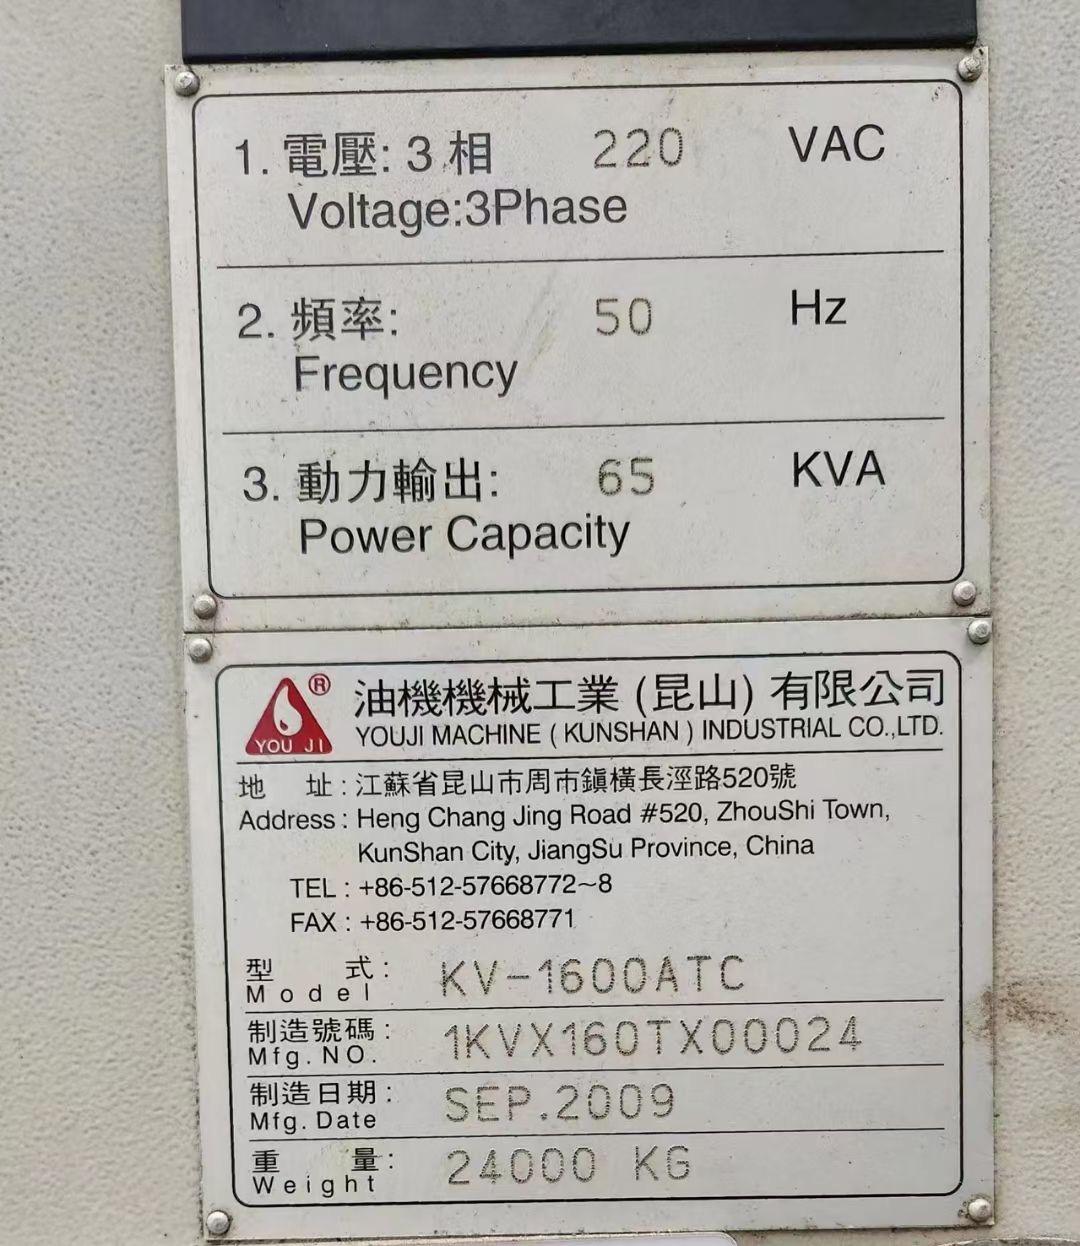 1. 電壓: 3 相 220 VAC
Voltage:3Phase
2. 頻率: 50 Hz
Frequency
3. 動力輸出: 65 KVA
Power Capacity
YOU JI ®
油機機械工業 (昆山) 有限公司
YOUJI MACHINE ( KUNSHAN ) INDUSTRIAL CO.,LTD.
地 址 : 江蘇省昆山市周市鎮橫長涇路520號
Address : Heng Chang Jing Road #520, ZhouShi Town,
KunShan City, JiangSu Province, China
TEL : +86-512-57668772~8
FAX : +86-512-57668771
型 式 : KV-1600ATC
Model
制造號碼 : 1KVX160TX00024
Mfg. NO.
制造日期 : SEP.2009
Mfg. Date
重 量 : 24000 KG
Weight